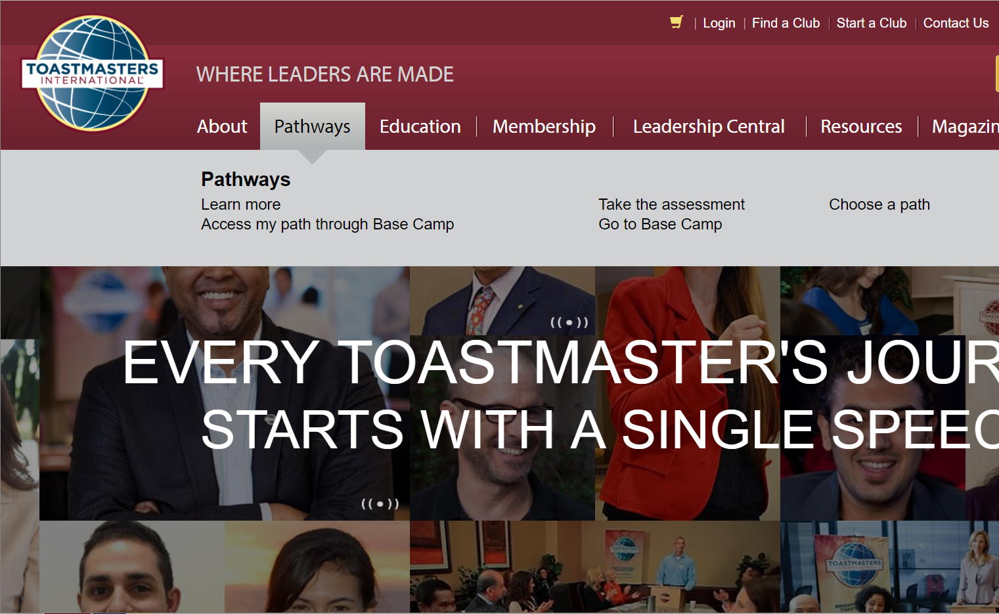 Login | Find a Club | Start a Club | Contact Us
TOASTMASTERS
INTERNATIONAL
WHERE LEADERS ARE MADE
About Pathways Education Membership Leadership Central Resources Magazin
Pathways
Learn more Take the assessment Choose a path
Access my path through Base Camp Go to Base Camp
EVERY TOASTMASTER'S JOUR
STARTS WITH A SINGLE SPEEC
TOASTMASTERS